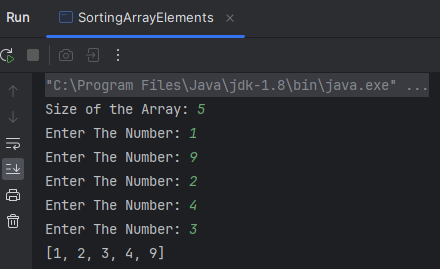 Run SortingArrayElements ×
"C:\Program Files\Java\jdk-1.8\bin\java.exe" ...
Size of the Array: 5
Enter The Number: 1
Enter The Number: 9
Enter The Number: 2
Enter The Number: 4
Enter The Number: 3
[1, 2, 3, 4, 9]